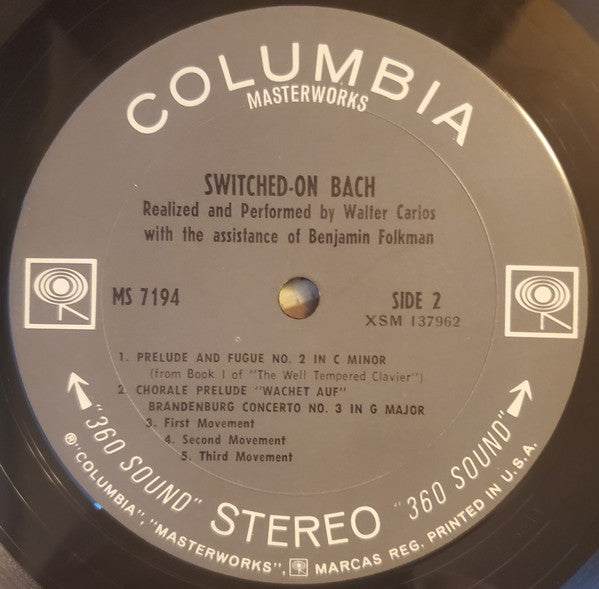 COLUMBIA
MASTERWORKS
SWITCHED-ON BACH
Realized and Performed by Walter Carlos
with the assistance of Benjamin Folkman
MS 7194
SIDE 2
XSM 137962
1. PRELUDE AND FUGUE NO. 2 IN C MINOR
(from Book I of "The Well Tempered Clavier")
2. CHORALE PRELUDE "WACHET AUF"
BRANDENBURG CONCERTO NO. 3 IN G MAJOR
3. First Movement
4. Second Movement
5. Third Movement
"360 SOUND" STEREO "360 SOUND"
℗"COLUMBIA", "MASTERWORKS", MARCAS REG. PRINTED IN U.S.A.